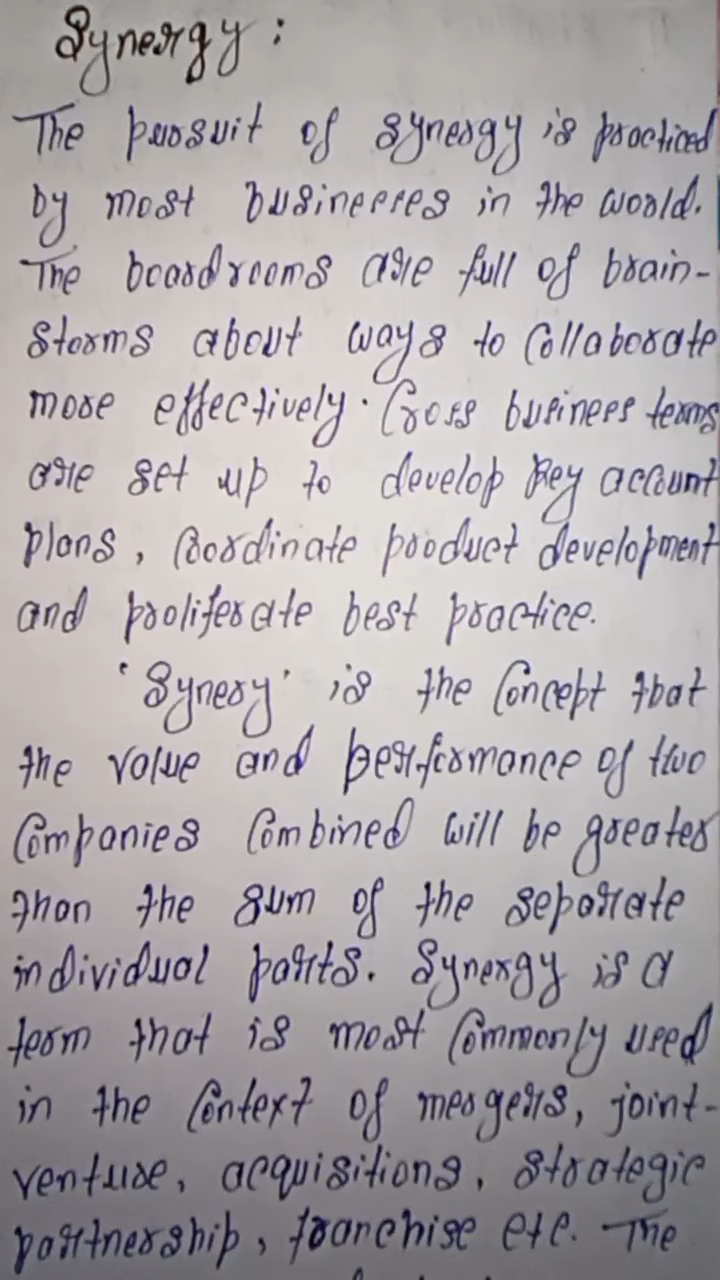 Synergy :
The pursuit of synergy is practiced
by most businesses in the world.
The boardrooms are full of brain-
storms about ways to collaborate
more effectively. Cross business teams
are set up to develop key account
plans, coordinate product development
and proliferate best practice.
'Synery' is the concept that
the value and performance of two
companies combined will be greater
than the sum of the separate
individual parts. Synergy is a
term that is most commonly used
in the context of mergers, joint-
venture, acquisitions, strategic
partnership, franchise etc. The